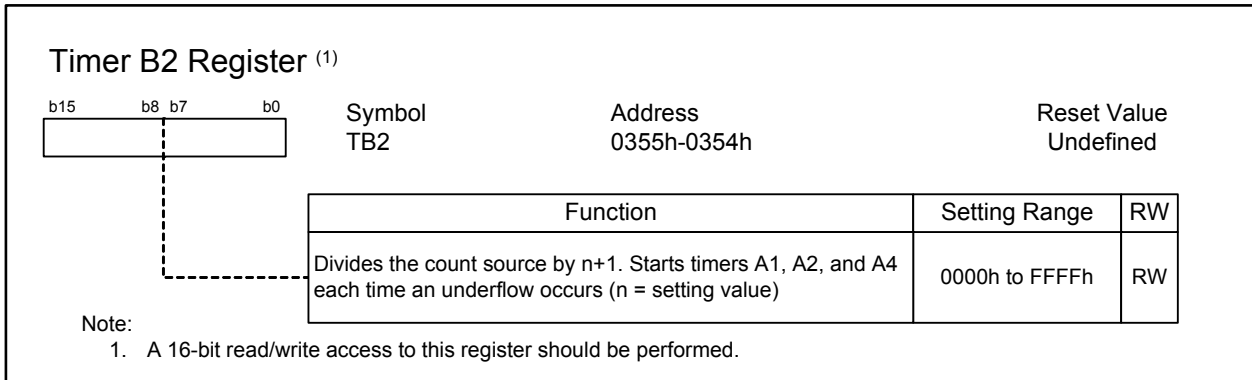 Timer B2 Register (1)
b15 b8 b7 b0
Symbol Address Reset Value
TB2 0355h-0354h Undefined
Function Setting Range RW
Divides the count source by n+1. Starts timers A1, A2, and A4
each time an underflow occurs (n = setting value)
0000h to FFFFh RW
Note:
1. A 16-bit read/write access to this register should be performed.